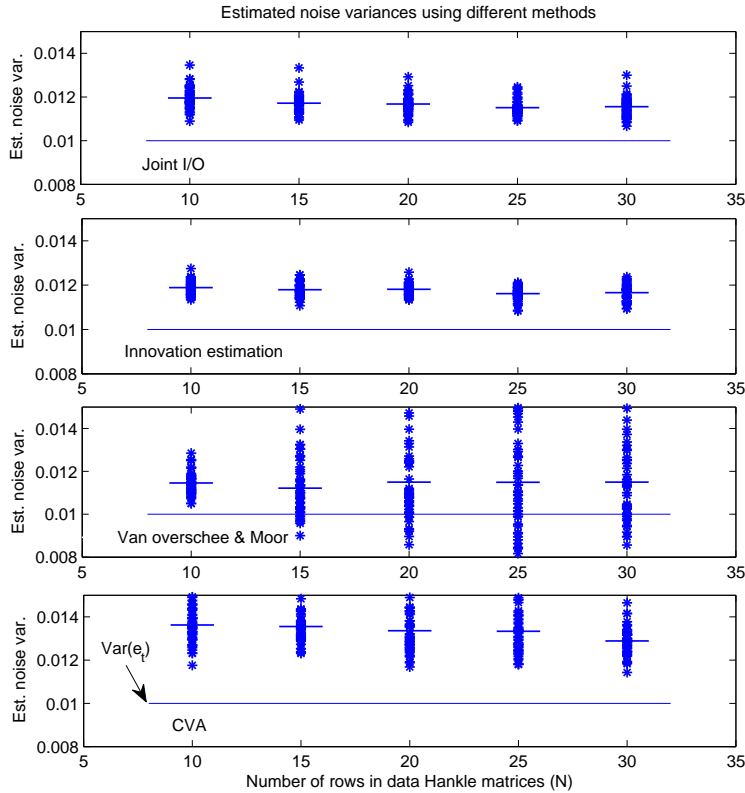 Estimated noise variances using different methods
0.014
0.012
0.01
0.008
Est. noise var.
Joint I/O
5 10 15 20 25 30 35
0.014
0.012
0.01
0.008
Est. noise var.
Innovation estimation
5 10 15 20 25 30 35
0.014
0.012
0.01
0.008
Est. noise var.
Van overschee & Moor
5 10 15 20 25 30 35
0.014
0.012
0.01
0.008
Est. noise var.
Var(e_t)
CVA
5 10 15 20 25 30 35
Number of rows in data Hankle matrices (N)